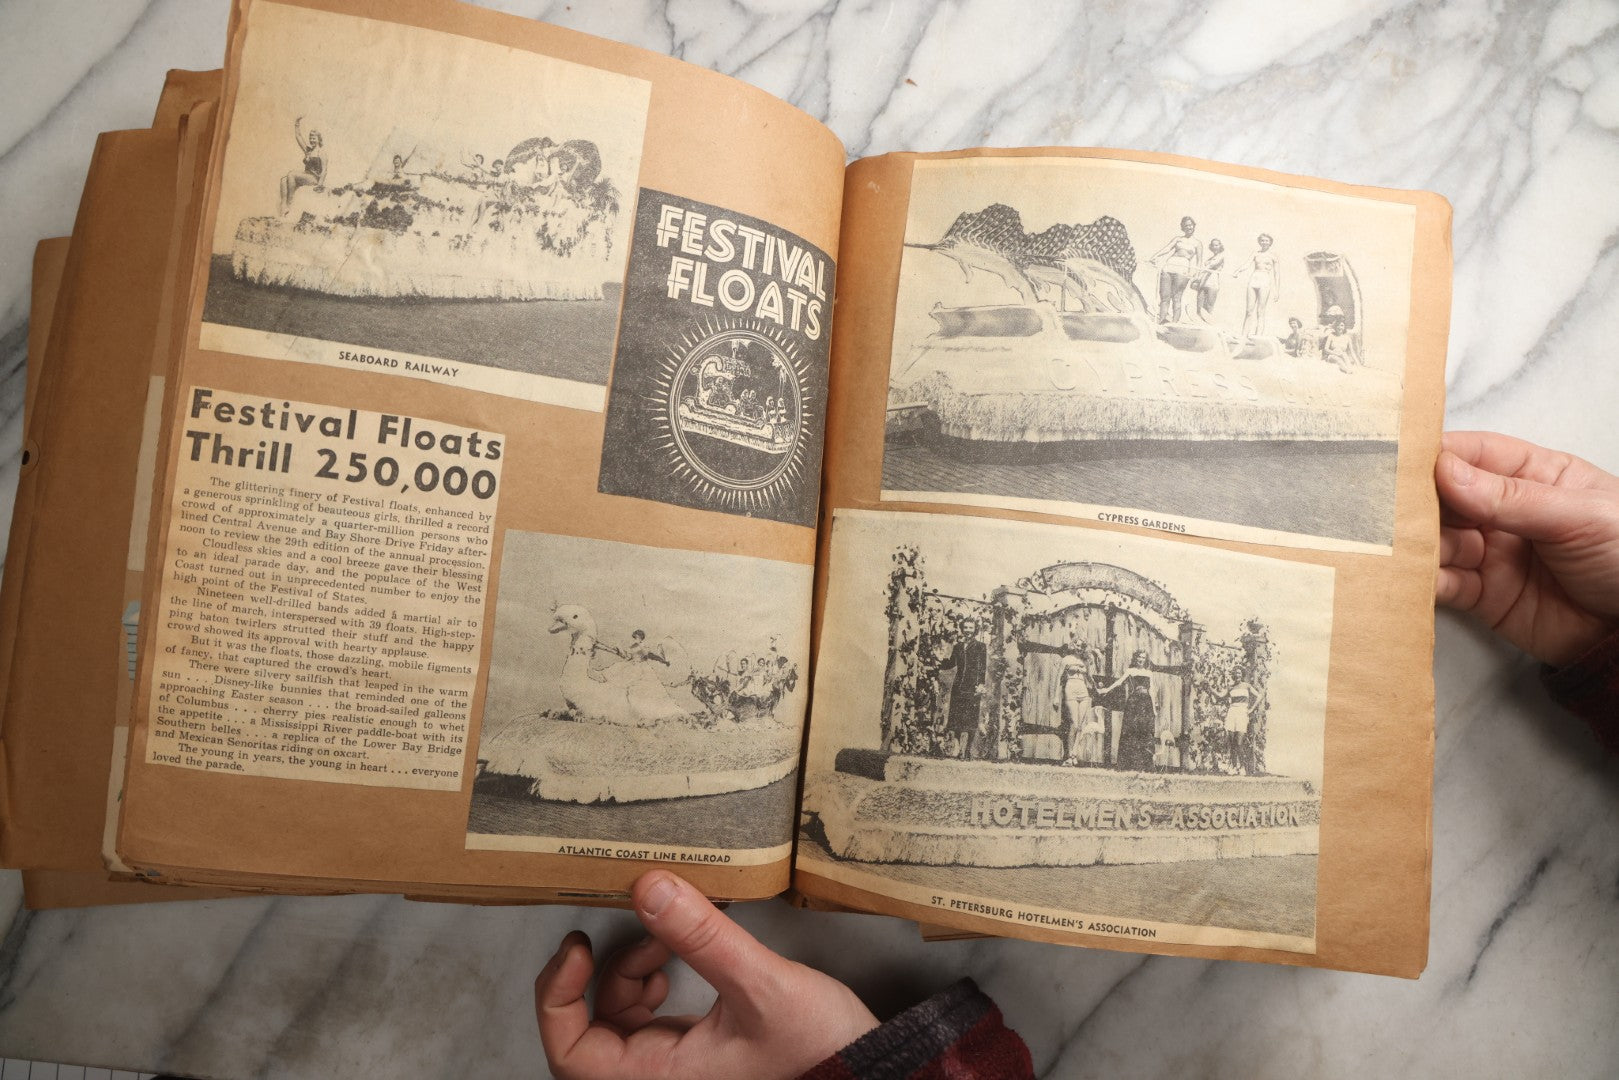 SEABOARD RAILWAY
FESTIVAL
FLOATS
Festival Floats
Thrill 250,000
The glittering finery of Festival floats, enhanced by
a generous sprinkling of beauteous girls, thrilled a record
crowd of approximately a quarter-million persons who
lined Central Avenue and Bay Shore Drive Friday after-
noon to review the 29th edition of the annual procession.
Cloudless skies and a cool breeze gave their blessing
to an ideal parade day, and the populace of the West
Coast turned out in unprecedented number to enjoy the
high point of the Festival of States.
Nineteen well-drilled bands added a martial air to
the line of march, interspersed with 39 floats. High-step-
ping baton twirlers strutted their stuff and the happy
crowd showed its approval with hearty applause.
But it was the floats, those dazzling, mobile figments
of fancy, that captured the crowd's heart.
There were silvery sailfish that leaped in the warm
sun . . . Disney-like bunnies that reminded one of the
approaching Easter season . . . the broad-sailed galleons
of Columbus . . . cherry pies realistic enough to whet
the appetite . . . a Mississippi River paddle-boat with its
Southern belles . . . a replica of the Lower Bay Bridge
and Mexican Senoritas riding on oxcart.
The young in years, the young in heart . . . everyone
loved the parade.
ATLANTIC COAST LINE RAILROAD
CYPRESS
CYPRESS GARDENS
HOTELMEN'S ASSOCIATION
ST. PETERSBURG HOTELMEN'S ASSOCIATION